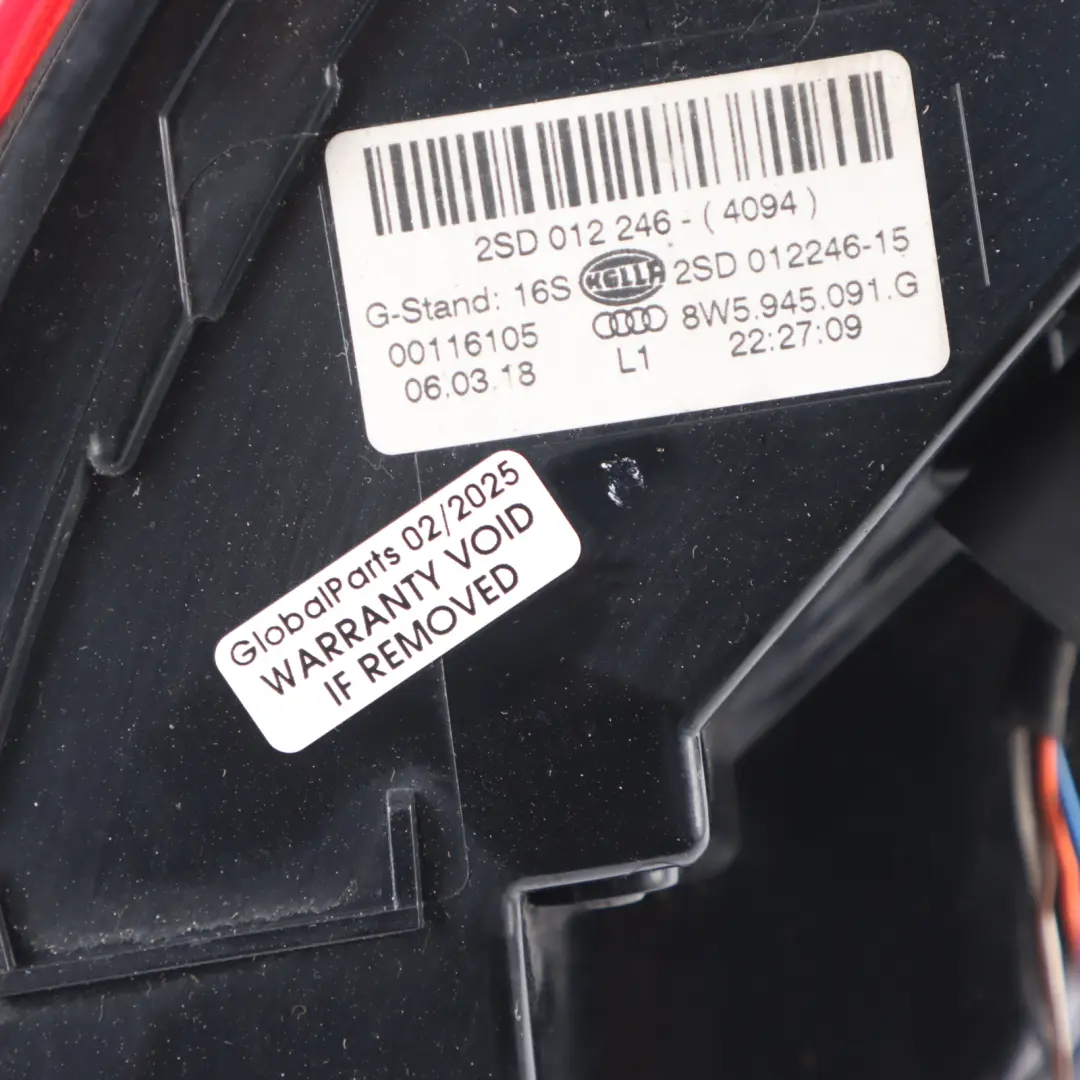 2SD 012 246 - ( 4094 )
G-Stand: 16S HELLA 2SD 012246-15
00116105 8W5.945.091.G
06.03.18 L1 22:27:09
GlobalParts 02/2025
WARRANTY VOID
IF REMOVED